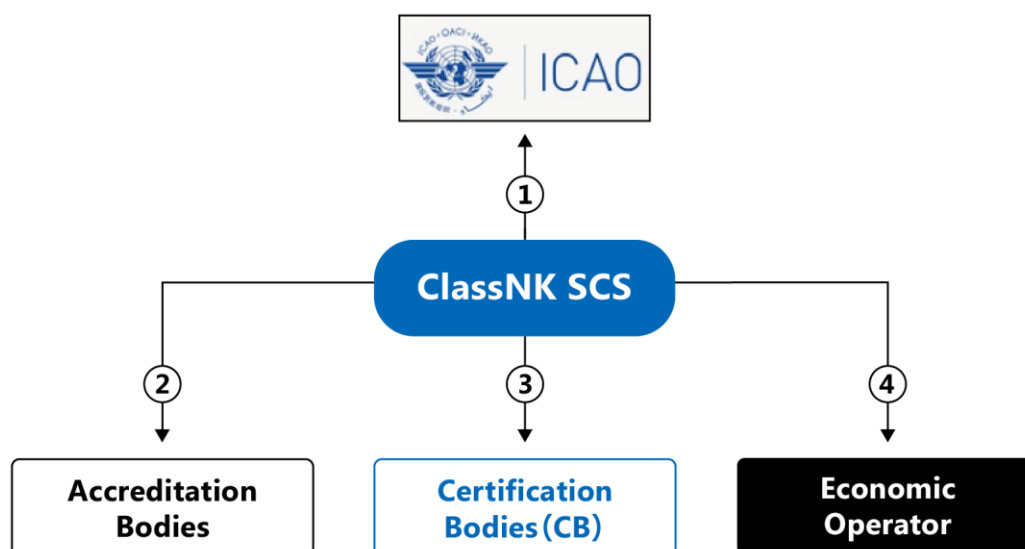 ICAO · OACI · ИКАО
ICAO
1
ClassNK SCS
2
3
4
Accreditation
Bodies
Certification
Bodies (CB)
Economic
Operator